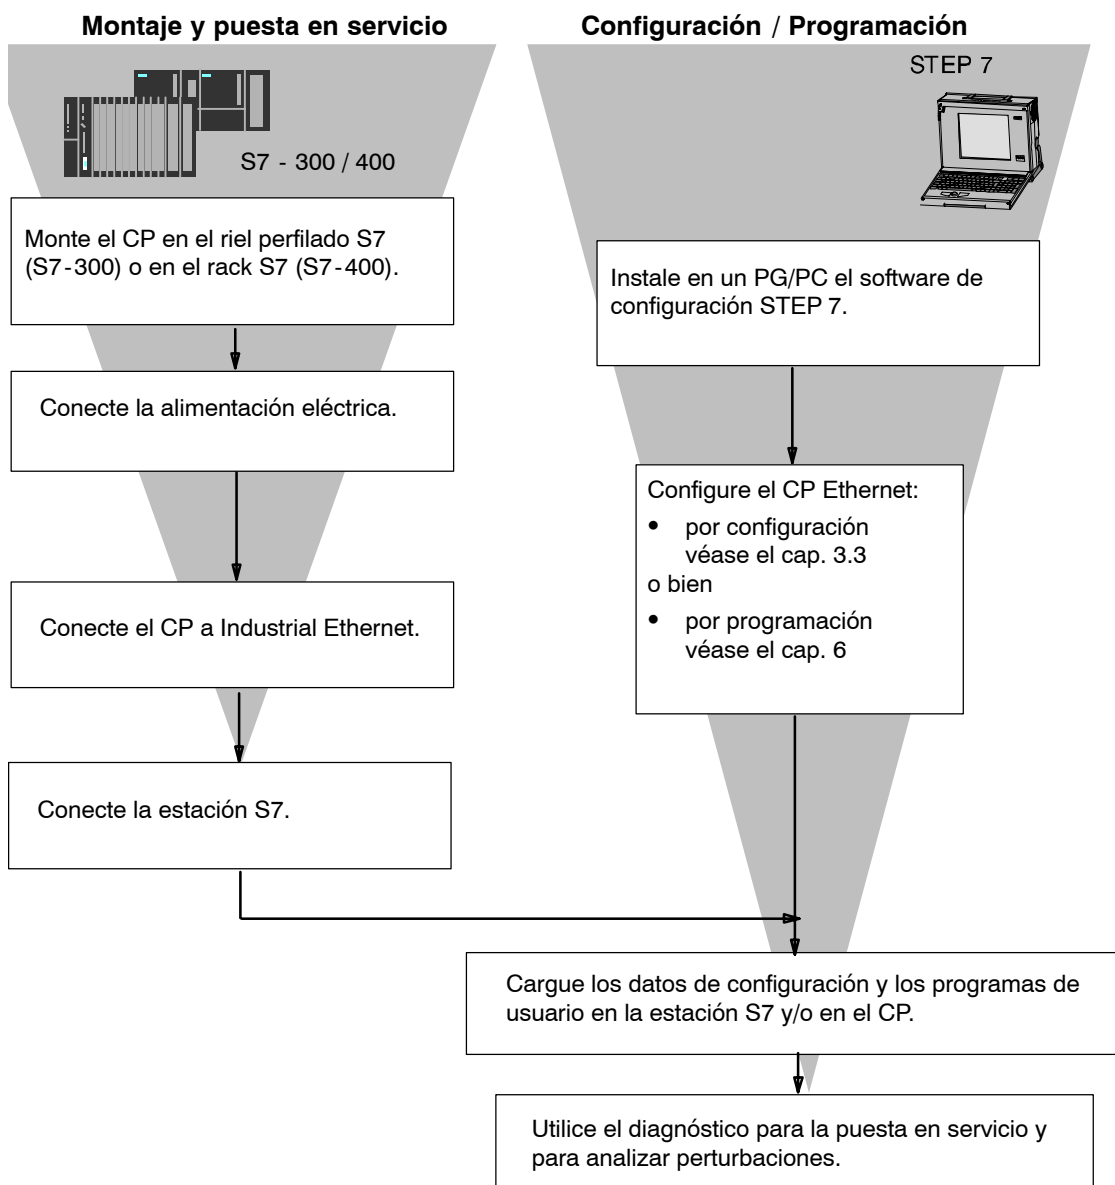 Montaje y puesta en servicio
S7 - 300 / 400
Monte el CP en el riel perfilado S7
(S7-300) o en el rack S7 (S7-400).
Conecte la alimentación eléctrica.
Conecte el CP a Industrial Ethernet.
Conecte la estación S7.
Configuración / Programación
STEP 7
Instale en un PG/PC el software de
configuración STEP 7.
Configure el CP Ethernet:
• por configuración
véase el cap. 3.3
o bien
• por programación
véase el cap. 6
Cargue los datos de configuración y los programas de
usuario en la estación S7 y/o en el CP.
Utilice el diagnóstico para la puesta en servicio y
para analizar perturbaciones.